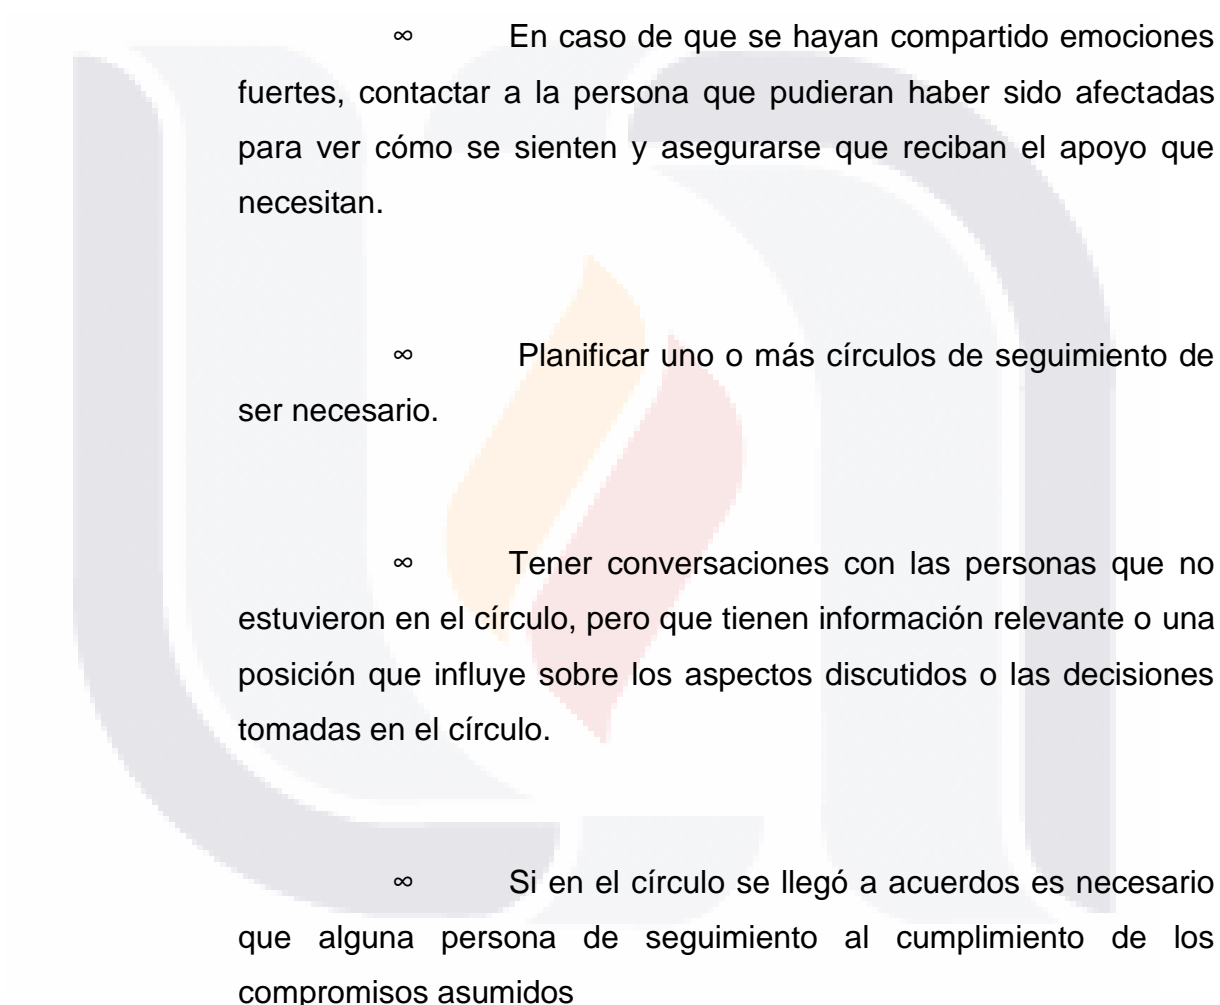 ∞ En caso de que se hayan compartido emociones
fuertes, contactar a la persona que pudieran haber sido afectadas
para ver cómo se sienten y asegurarse que reciban el apoyo que
necesitan.
∞ Planificar uno o más círculos de seguimiento de
ser necesario.
∞ Tener conversaciones con las personas que no
estuvieron en el círculo, pero que tienen información relevante o una
posición que influye sobre los aspectos discutidos o las decisiones
tomadas en el círculo.
∞ Si en el círculo se llegó a acuerdos es necesario
que alguna persona de seguimiento al cumplimiento de los
compromisos asumidos